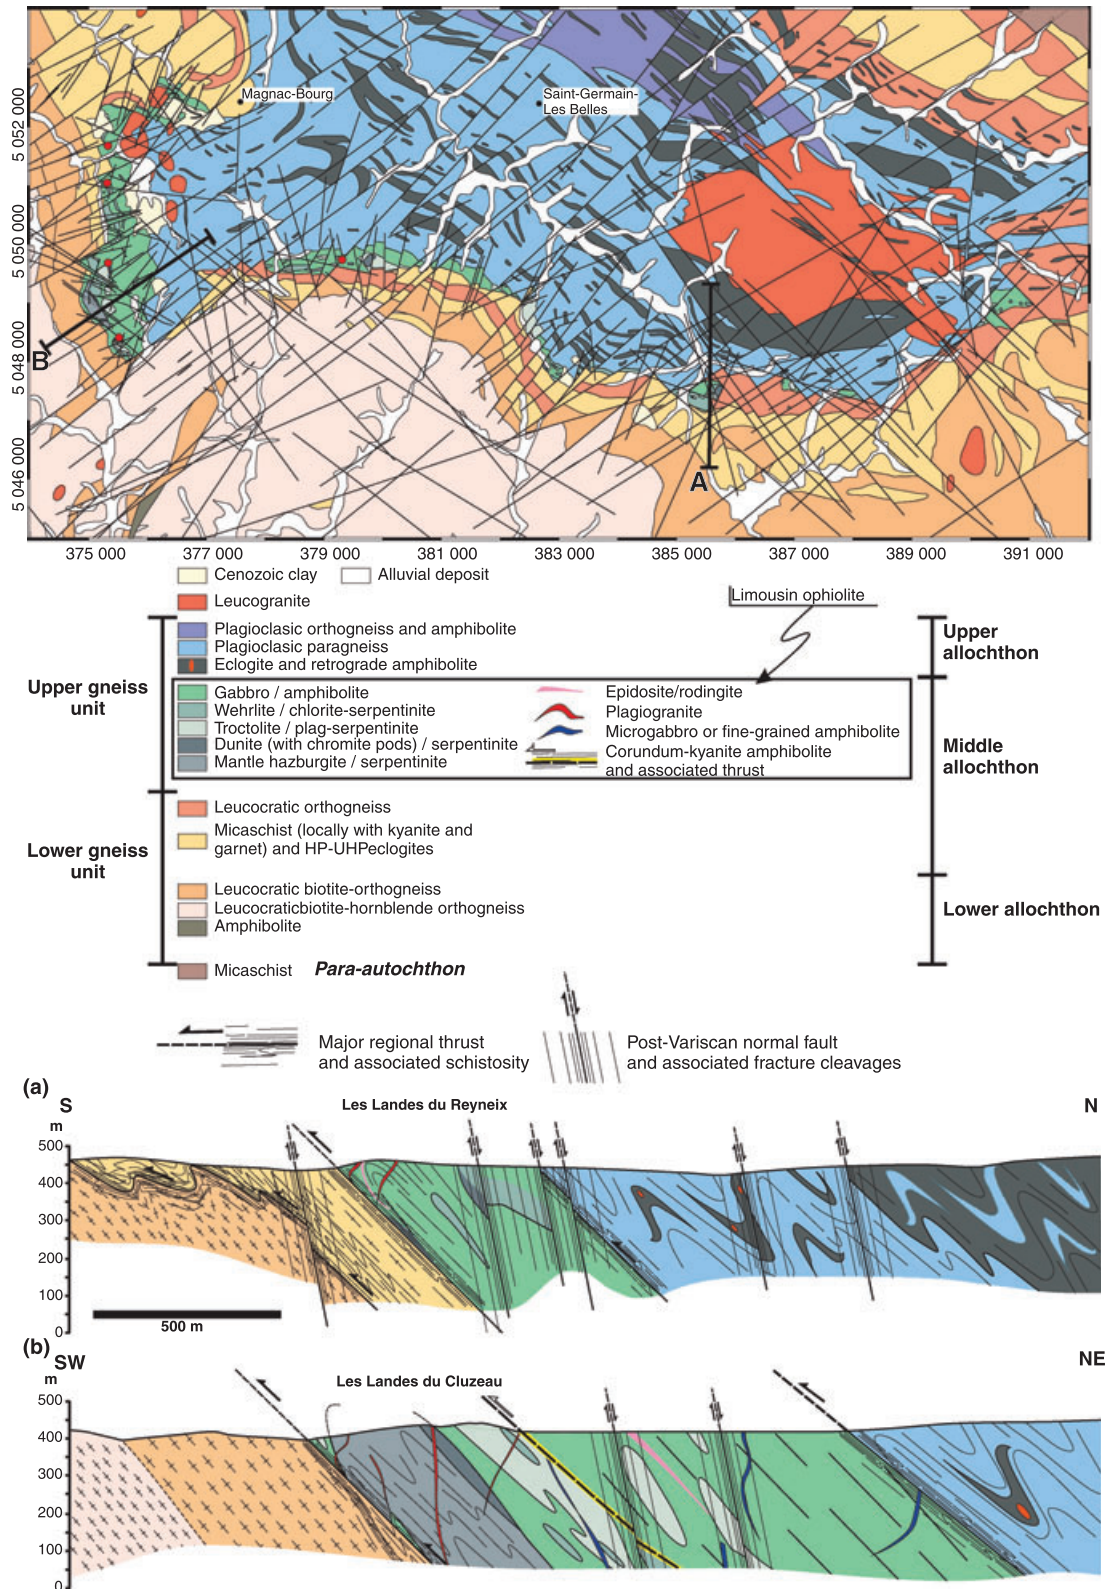 Magnac-Bourg
Saint-Germain-
Les Belles
5 052 000
5 050 000
5 048 000
5 046 000
B
A
375 000
377 000
379 000
381 000
383 000
385 000
387 000
389 000
391 000
Cenozoic clay
Alluvial deposit
Leucogranite
Limousin ophiolite
Plagioclasic orthogneiss and amphibolite
Plagioclasic paragneiss
Eclogite and retrograde amphibolite
Upper
allochthon
Upper gneiss
unit
Gabbro / amphibolite
Wehrlite / chlorite-serpentinite
Troctolite / plag-serpentinite
Dunite (with chromite pods) / serpentinite
Mantle hazburgite / serpentinite
Epidosite/rodingite
Plagiogranite
Microgabbro or fine-grained amphibolite
Corundum-kyanite amphibolite
and associated thrust
Middle
allochthon
Leucocratic orthogneiss
Micaschist (locally with kyanite and
garnet) and HP-UHPeclogites
Lower gneiss
unit
Leucocratic biotite-orthogneiss
Leucocraticbiotite-hornblende orthogneiss
Amphibolite
Lower allochthon
Micaschist
Para-autochthon
Major regional thrust
and associated schistosity
Post-Variscan normal fault
and associated fracture cleavages
(a)
S
Les Landes du Reyneix
N
m
500
400
300
200
100
0
500 m
(b)
SW
Les Landes du Cluzeau
NE
m
500
400
300
200
100
0